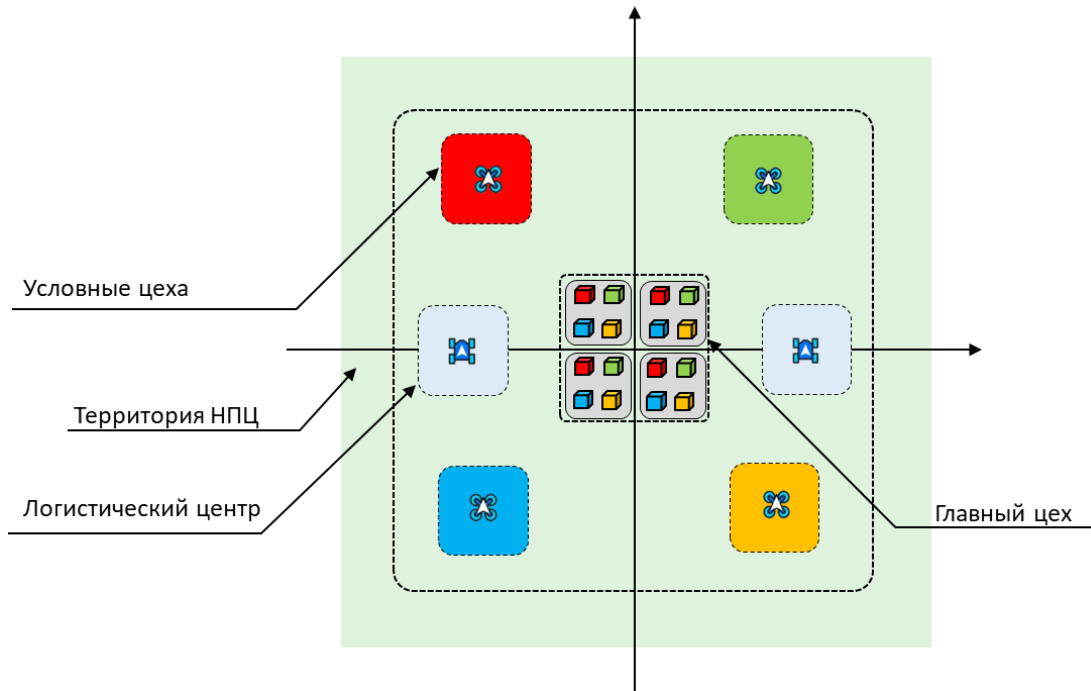 Условные цеха
Территория НПЦ
Логистический центр
Главный цех